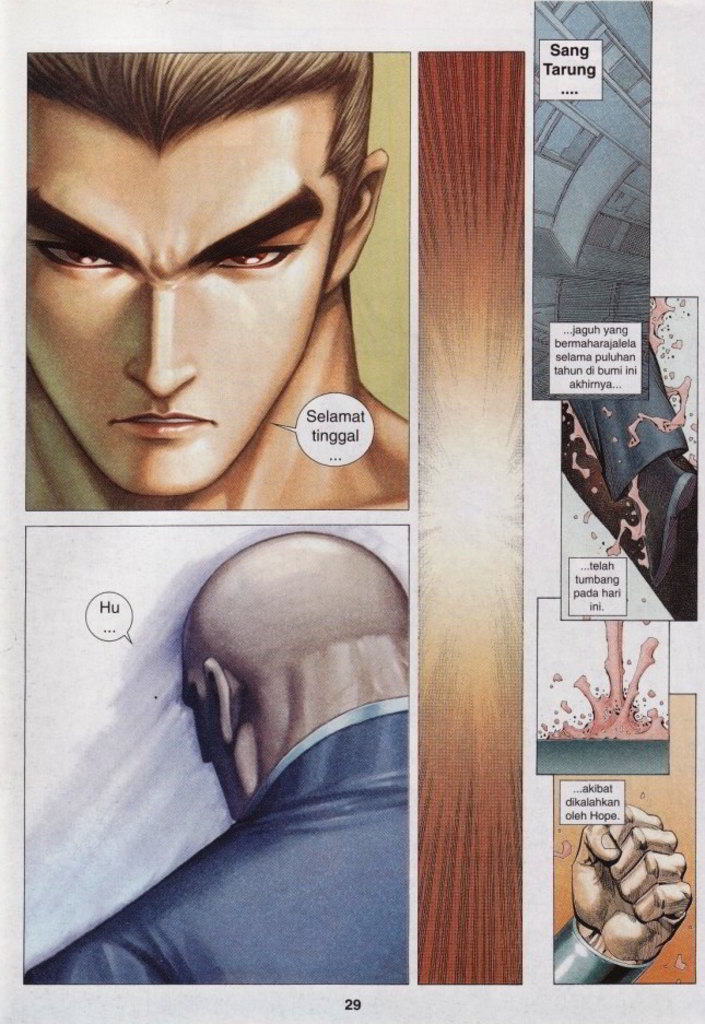 Selamat
tinggal
...
Hu
...
Sang
Tarung
....
...jaguh yang
bermaharajalela
selama puluhan
tahun di bumi ini
akhirnya...
...telah
tumbang
pada hari
ini.
...akibat
dikalahkan
oleh Hope.
29